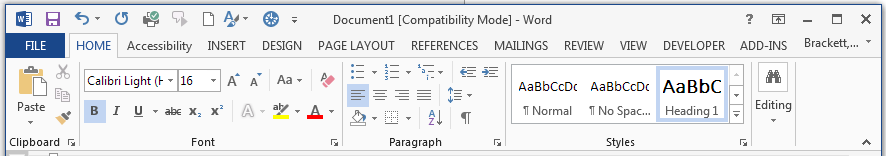 Document1 [Compatibility Mode] - Word
FILE HOME Accessibility INSERT DESIGN PAGE LAYOUT REFERENCES MAILINGS REVIEW VIEW DEVELOPER ADD-INS Brackett,...
Calibri Light (H 16 Aa
AaBbCcDc AaBbCcDc AaBbC
Paste B I U abc x₂ x² A ab A
¶ Normal ¶ No Spac... Heading 1 Editing
Clipboard Font Paragraph Styles